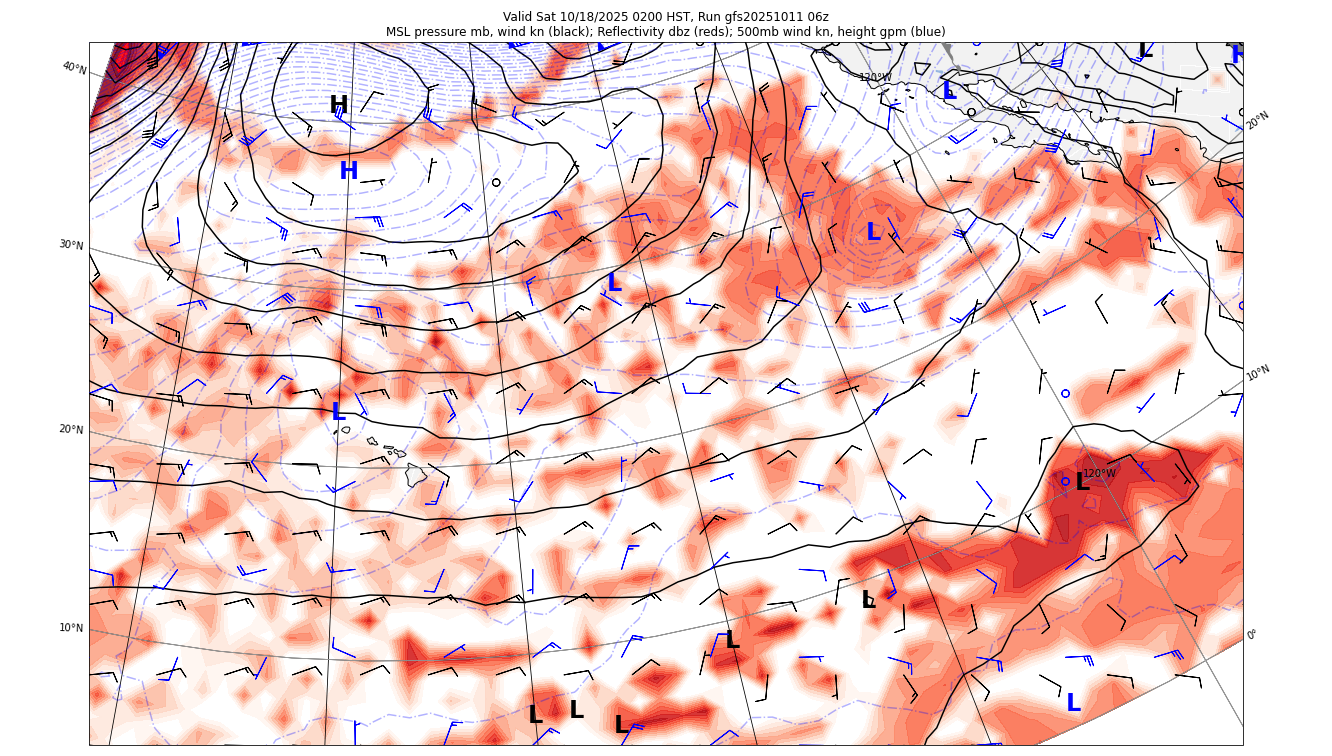 Valid Sat 10/18/2025 0200 HST, Run gfs20251011 06z
MSL pressure mb, wind kn (black); Reflectivity dbz (reds); 500mb wind kn, height gpm (blue)
L
H
40°N
120°W
L
H
20°N
H
L
30°N
L
10°N
L
20°N
120°W
L
L
10°N
L
0°
L
L
L
L